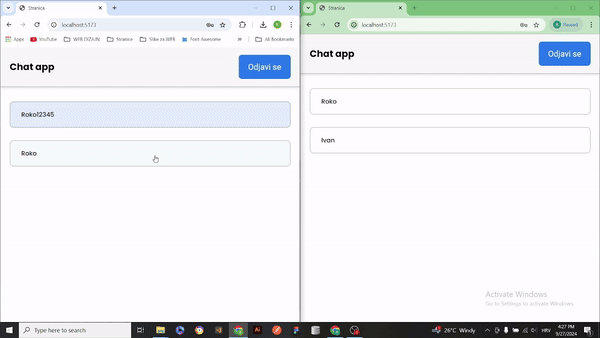 Stranica
localhost:5173
Apps
YouTube
WEB DIZAJN
Stranice
Slike za WEB
Font Awesome
All Bookmarks
Chat app
Odjavi se
Roko12345
Roko
Stranica
localhost:5173
Chat app
Odjavi se
Roko
Ivan
Activate Windows
Go to Settings to activate Windows.
Type here to search
26°C Windy
HRV
4:27 PM
9/27/2024